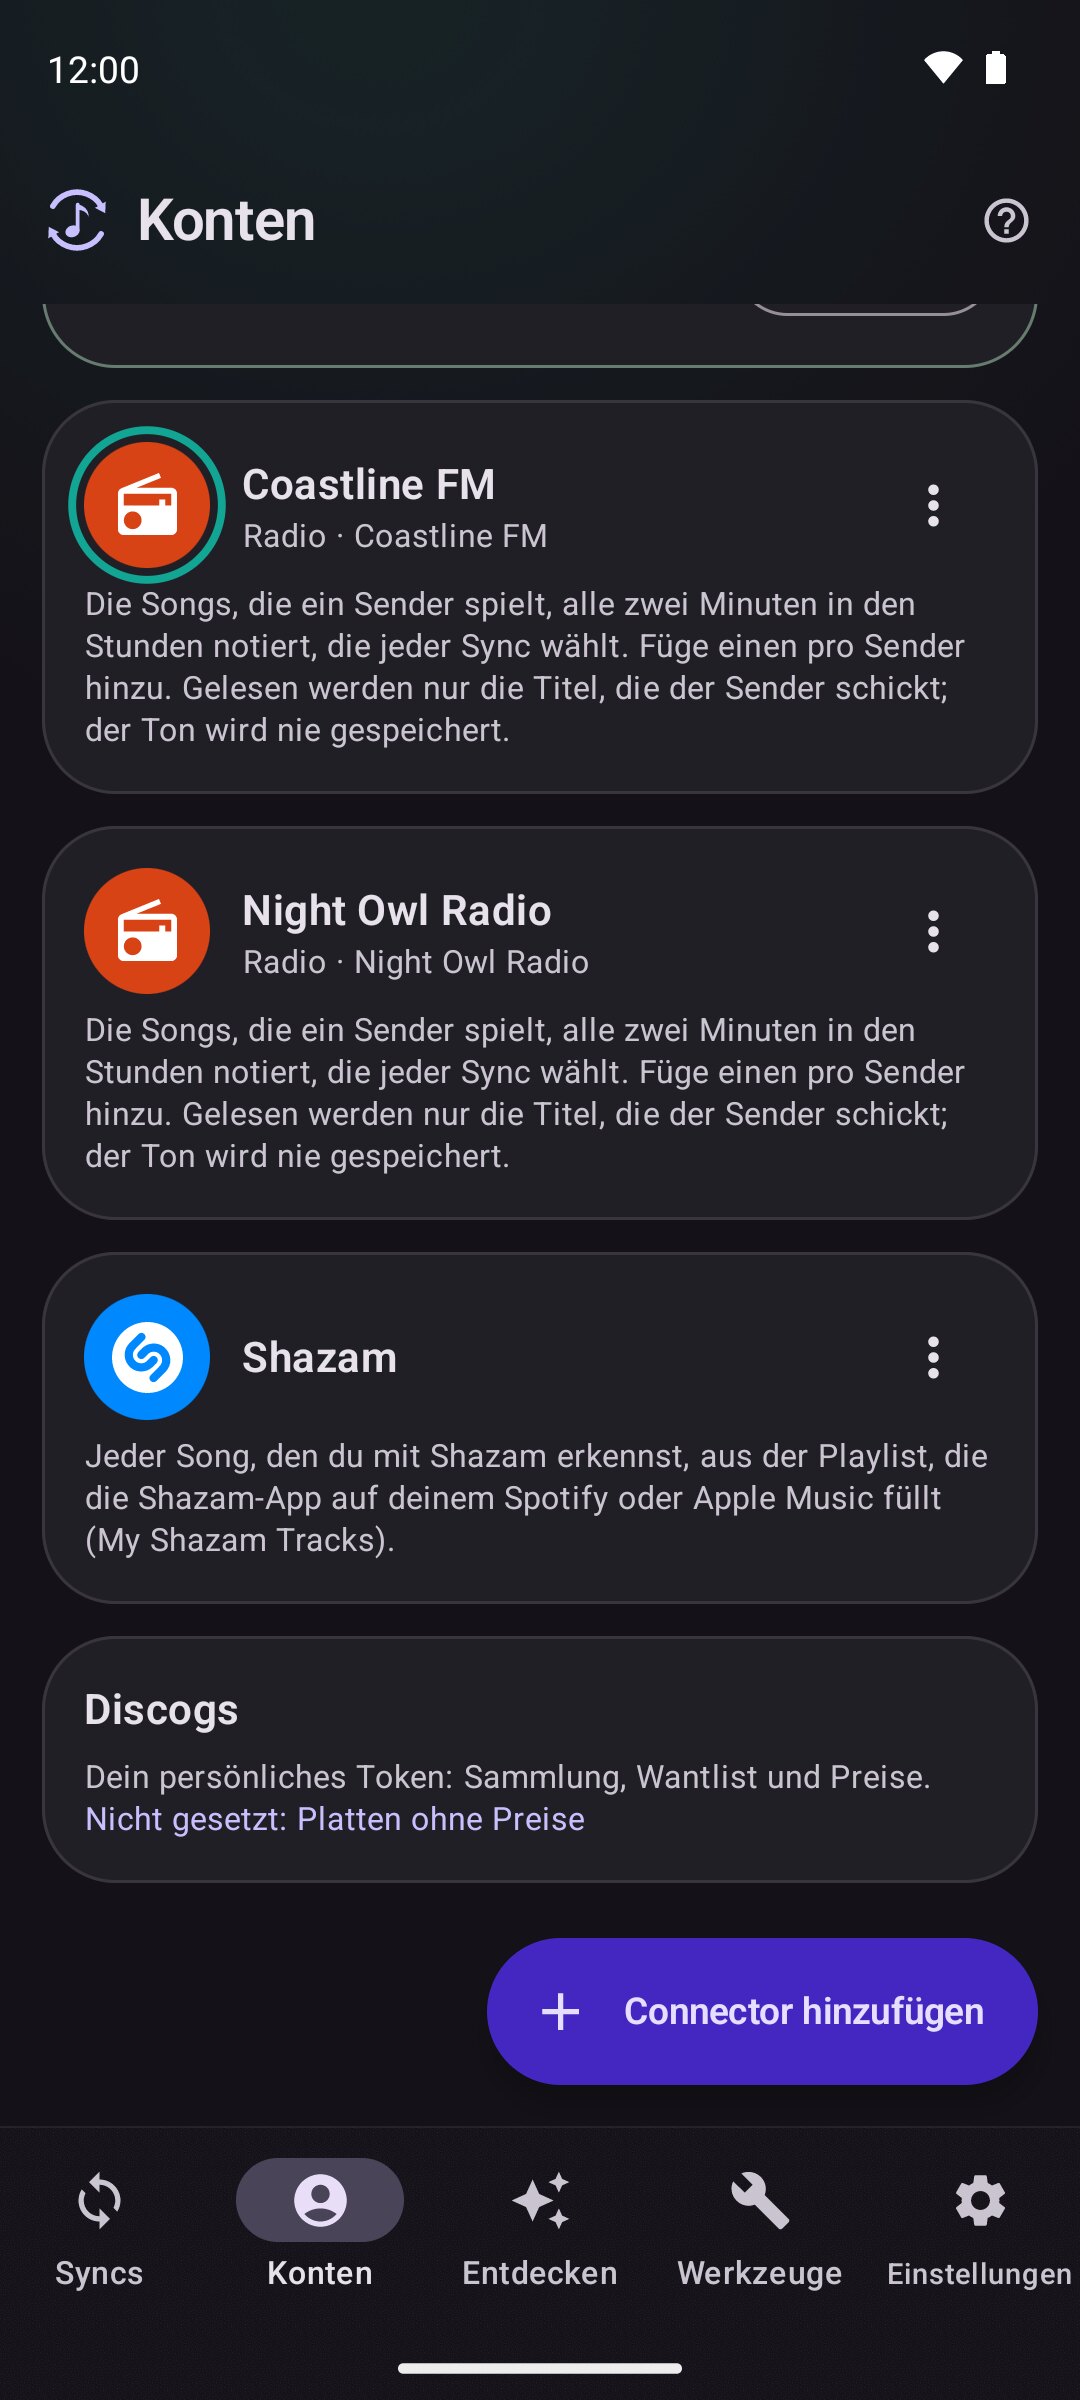 12:00
Konten
Coastline FM
Radio · Coastline FM
Die Songs, die ein Sender spielt, alle zwei Minuten in den
Stunden notiert, die jeder Sync wählt. Füge einen pro Sender
hinzu. Gelesen werden nur die Titel, die der Sender schickt;
der Ton wird nie gespeichert.
Night Owl Radio
Radio · Night Owl Radio
Die Songs, die ein Sender spielt, alle zwei Minuten in den
Stunden notiert, die jeder Sync wählt. Füge einen pro Sender
hinzu. Gelesen werden nur die Titel, die der Sender schickt;
der Ton wird nie gespeichert.
Shazam
Jeder Song, den du mit Shazam erkennst, aus der Playlist, die
die Shazam-App auf deinem Spotify oder Apple Music füllt
(My Shazam Tracks).
Discogs
Dein persönliches Token: Sammlung, Wantlist und Preise.
Nicht gesetzt: Platten ohne Preise
Connector hinzufügen
Syncs
Konten
Entdecken
Werkzeuge
Einstellungen